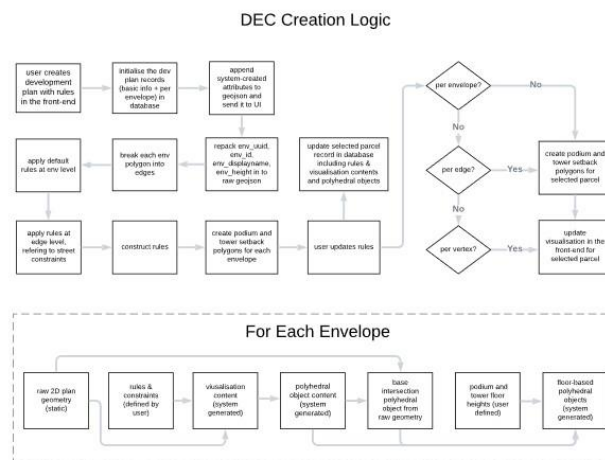 DEC Creation Logic
user creates
development
plan with rules
in the front-end
initialise the dev
plan records
(basic info + per
envelope) in
database
append
system-created
attributes to
geojson and
send it to UI
per envelope?
No
apply default
rules at env level
break each env
polygon into
edges
repack env_uuid,
env_id,
env_displayname,
env_height in to
raw geojson
update selected parcel
record in database
including rules &
visualisation contents
and polyhedral objects
No
per edge?
Yes
create podium and
tower setback
polygons for
selected parcel
apply rules at
edge level,
refering to street
constraints
construct rules
create podium and
tower setback
polygons for each
envelope
user updates rules
No
per vertex?
Yes
update
visualisation in the
front-end for
selected parcel
For Each Envelope
raw 2D plan
geometry
(static)
rules &
constraints
(defined by
user)
viusalisation
content
(system
generated)
polyhedral
object content
(system
generated)
base
intersection
polyhedral
object from
raw geometry
podium and
tower floor
heights (user
defined)
floor-based
polyhedral
objects
(system
generated)